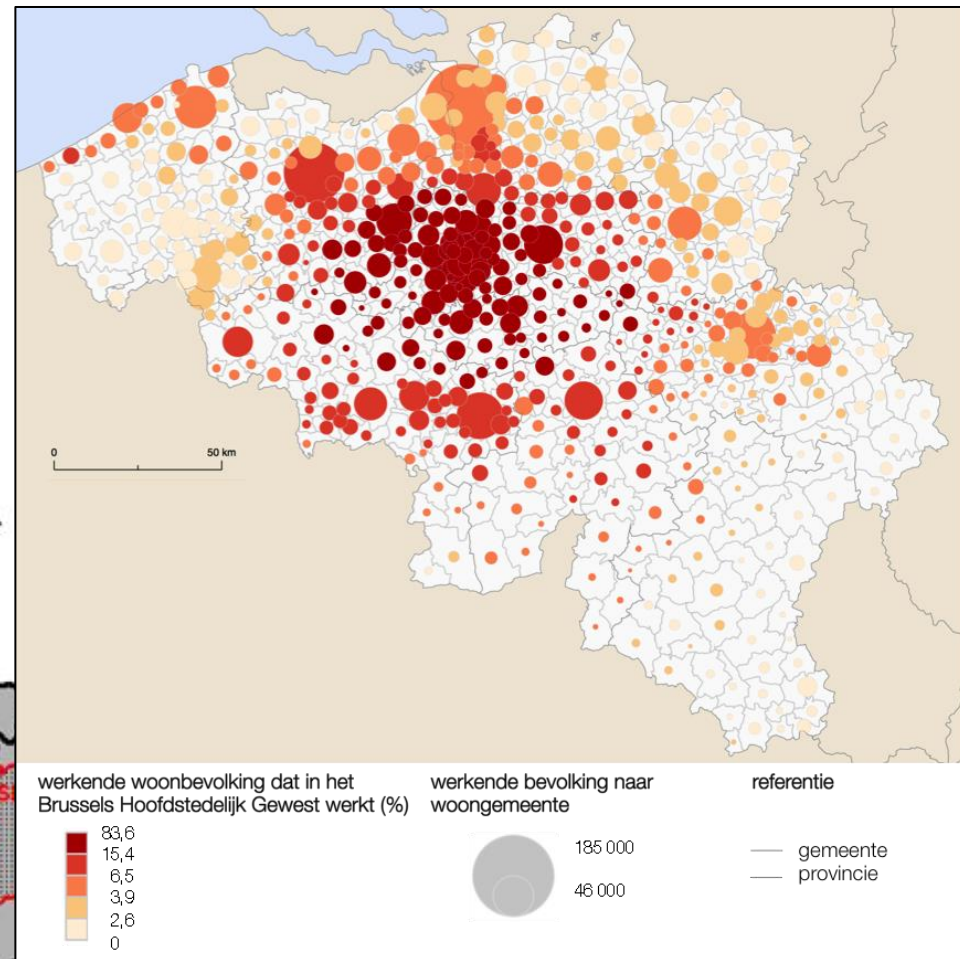 0
50 km
werkende woonbevolking dat in het
Brussels Hoofdstedelijk Gewest werkt (%)
83,6
15,4
6,5
3,9
2,6
0
werkende bevolking naar
woongemeente
185 000
46 000
referentie
gemeente
provincie